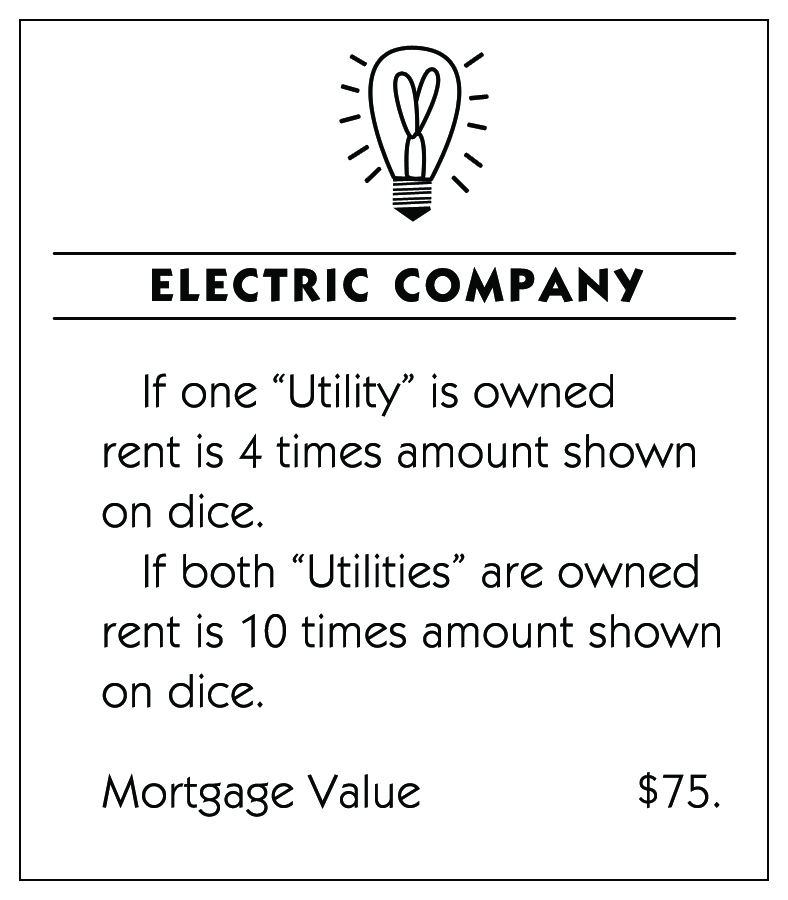 ELECTRIC COMPANY
If one “Utility” is owned
rent is 4 times amount shown
on dice.
If both “Utilities” are owned
rent is 10 times amount shown
on dice.
Mortgage Value $75.